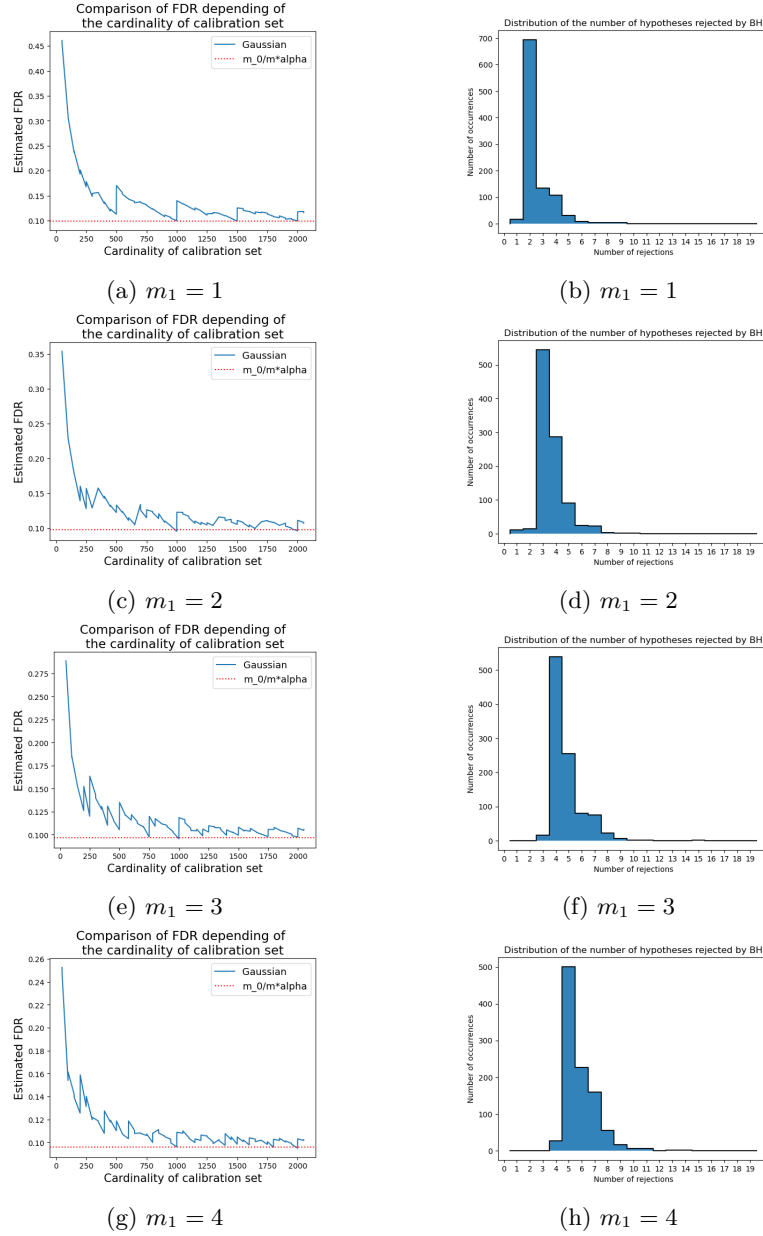 Comparison of FDR depending of
the cardinality of calibration set
Estimated FDR
0.45
0.40
0.35
0.30
0.25
0.20
0.15
0.10
Gaussian
m_0/m*alpha
0 250 500 750 1000 1250 1500 1750 2000
Cardinality of calibration set
(a) m₁ = 1
Distribution of the number of hypotheses rejected by BH
Number of occurrences
700
600
500
400
300
200
100
0
0 1 2 3 4 5 6 7 8 9 10 11 12 13 14 15 16 17 18 19
Number of rejections
(b) m₁ = 1
Comparison of FDR depending of
the cardinality of calibration set
Estimated FDR
0.35
0.30
0.25
0.20
0.15
0.10
Gaussian
m_0/m*alpha
0 250 500 750 1000 1250 1500 1750 2000
Cardinality of calibration set
(c) m₁ = 2
Distribution of the number of hypotheses rejected by BH
Number of occurrences
500
400
300
200
100
0
0 1 2 3 4 5 6 7 8 9 10 11 12 13 14 15 16 17 18 19
Number of rejections
(d) m₁ = 2
Comparison of FDR depending of
the cardinality of calibration set
Estimated FDR
0.275
0.250
0.225
0.200
0.175
0.150
0.125
0.100
Gaussian
m_0/m*alpha
0 250 500 750 1000 1250 1500 1750 2000
Cardinality of calibration set
(e) m₁ = 3
Distribution of the number of hypotheses rejected by BH
Number of occurrences
500
400
300
200
100
0
0 1 2 3 4 5 6 7 8 9 10 11 12 13 14 15 16 17 18 19
Number of rejections
(f) m₁ = 3
Comparison of FDR depending of
the cardinality of calibration set
Estimated FDR
0.26
0.24
0.22
0.20
0.18
0.16
0.14
0.12
0.10
Gaussian
m_0/m*alpha
0 250 500 750 1000 1250 1500 1750 2000
Cardinality of calibration set
(g) m₁ = 4
Distribution of the number of hypotheses rejected by BH
Number of occurrences
500
400
300
200
100
0
0 1 2 3 4 5 6 7 8 9 10 11 12 13 14 15 16 17 18 19
Number of rejections
(h) m₁ = 4